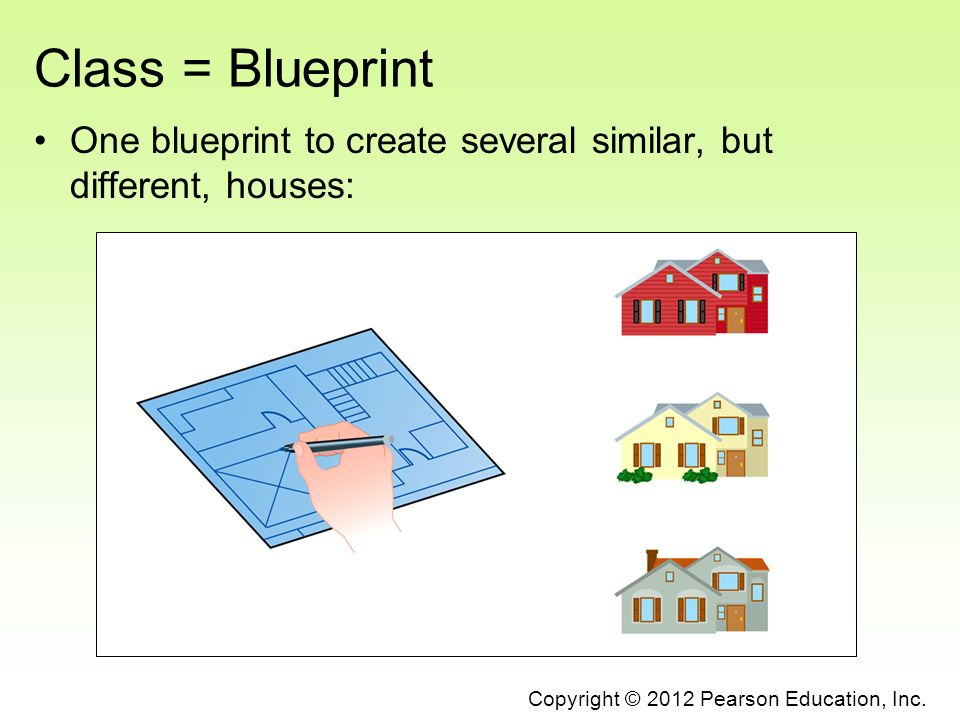 Class = Blueprint
• One blueprint to create several similar, but
different, houses:
Copyright © 2012 Pearson Education, Inc.